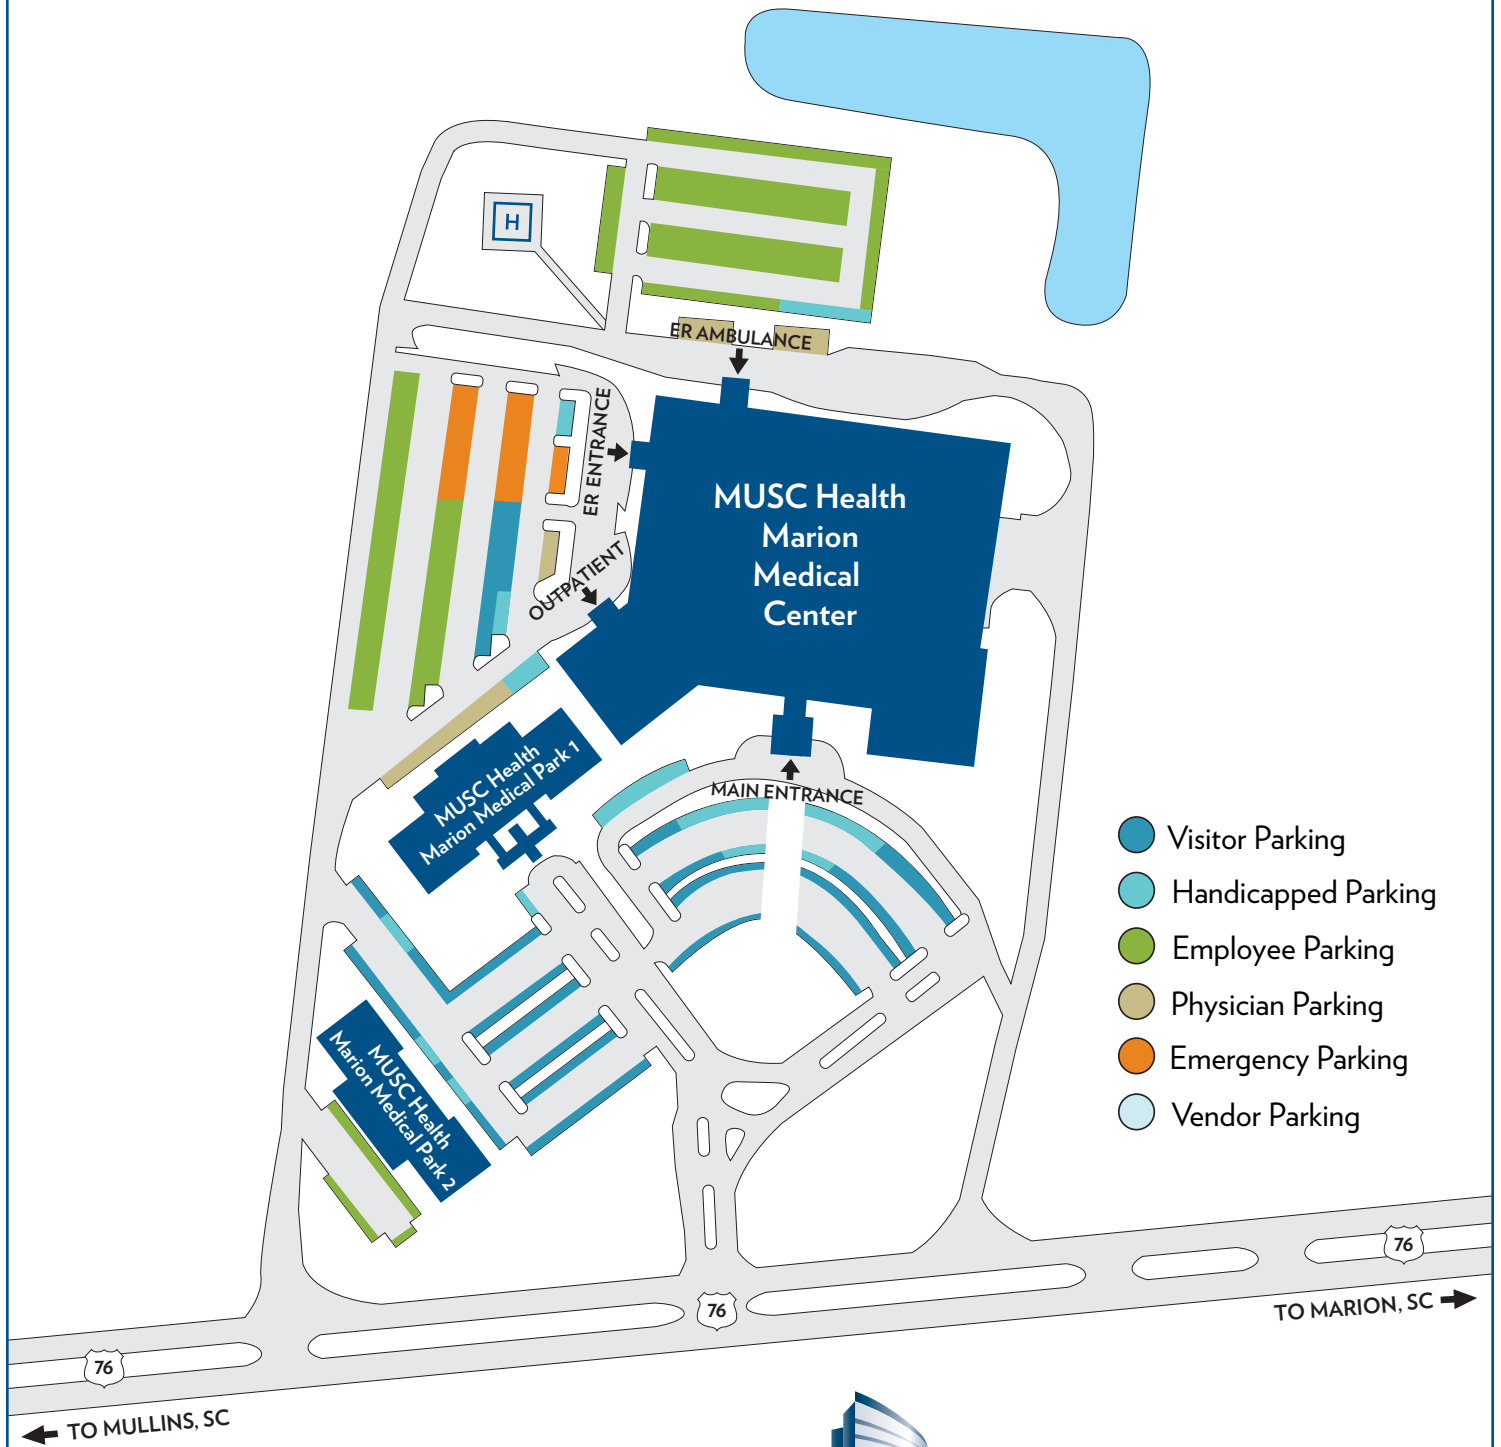 H
ER AMBULANCE
ER ENTRANCE
OUTPATIENT
MUSC Health
Marion
Medical
Center
MUSC Health
Marion Medical Park 1
MAIN ENTRANCE
MUSC Health
Marion Medical Park 2
Visitor Parking
Handicapped Parking
Employee Parking
Physician Parking
Emergency Parking
Vendor Parking
76
TO MARION, SC
76
76
TO MULLINS, SC